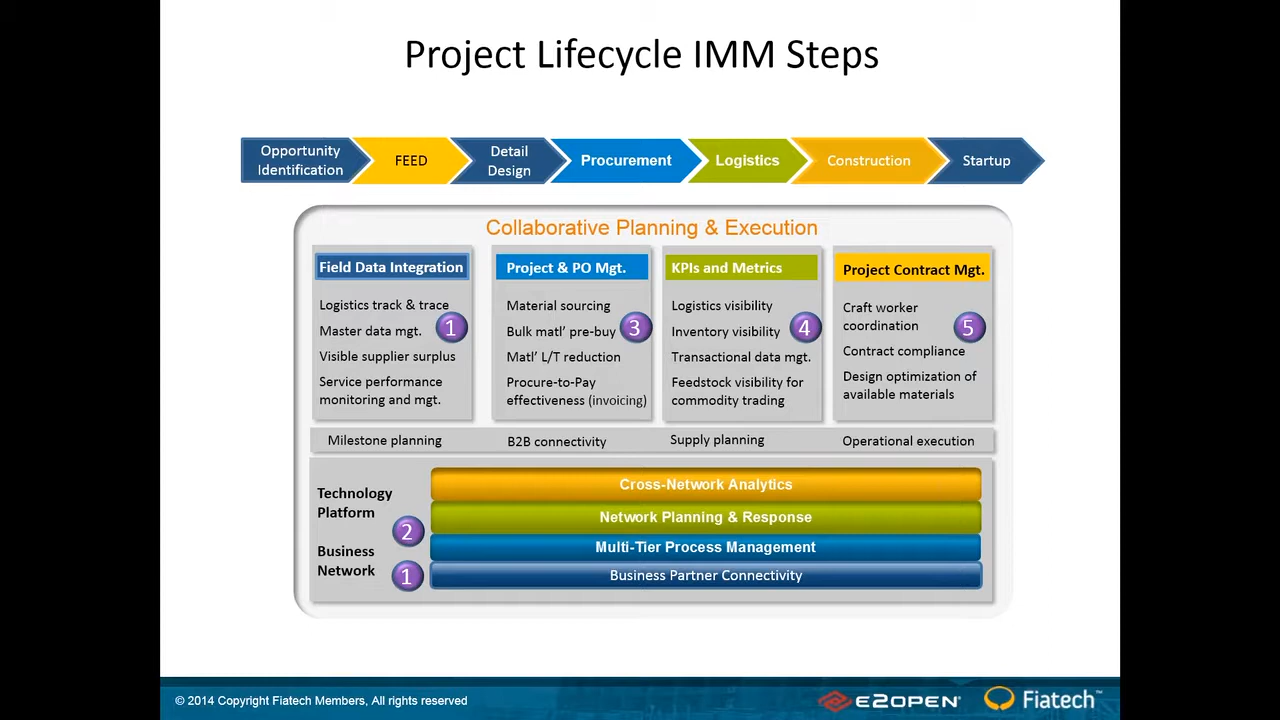 Project Lifecycle IMM Steps
Opportunity
Identification
FEED
Detail
Design
Procurement
Logistics
Construction
Startup
Collaborative Planning & Execution
Field Data Integration
Logistics track & trace
Master data mgt.
1
Visible supplier surplus
Service performance
monitoring and mgt.
Project & PO Mgt.
Material sourcing
Bulk matl’ pre-buy
3
Matl’ L/T reduction
Procure-to-Pay
effectiveness (invoicing)
KPIs and Metrics
Logistics visibility
Inventory visibility
4
Transactional data mgt.
Feedstock visibility for
commodity trading
Project Contract Mgt.
Craft worker
coordination
5
Contract compliance
Design optimization of
available materials
Milestone planning
B2B connectivity
Supply planning
Operational execution
Technology
Platform
2
Business
Network
1
Cross-Network Analytics
Network Planning & Response
Multi-Tier Process Management
Business Partner Connectivity
© 2014 Copyright Fiatech Members, All rights reserved
E2OPEN
Fiatech™